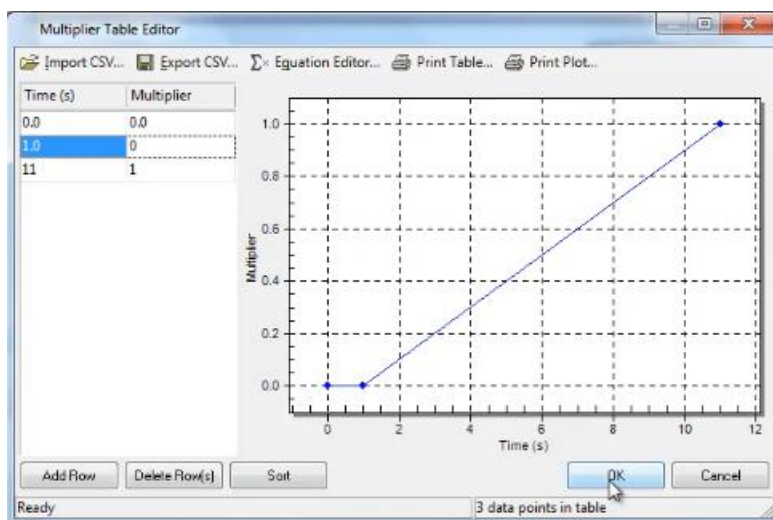 Multiplier Table Editor
Import CSV... Export CSV... Σ× Equation Editor... Print Table... Print Plot...
Time (s) Multiplier
0.0 0.0
1.0 0
11 1
1.0
0.8
0.6
0.4
0.2
0.0
Multiplier
0 2 4 6 8 10 12
Time (s)
Add Row Delete Row(s) Sort OK Cancel
Ready 3 data points in table